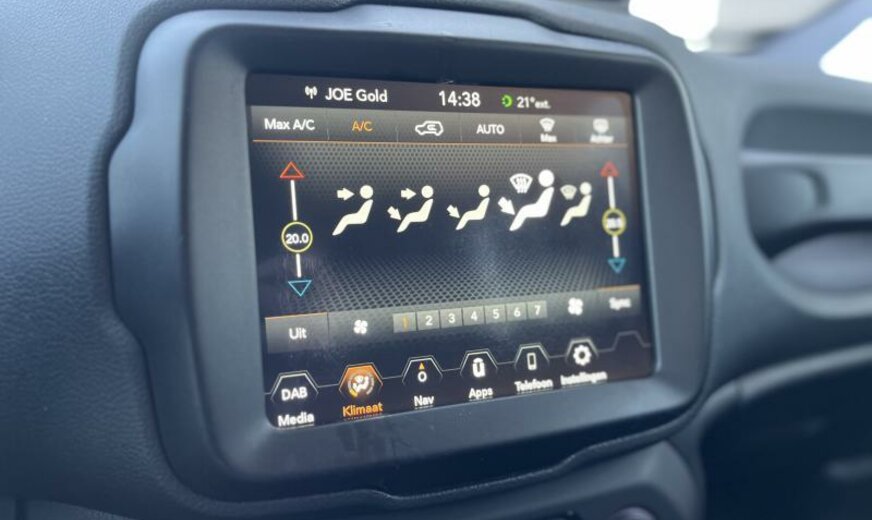 JOE Gold 14:38 21° ext.
Max A/C A/C AUTO Max Achter
20.0
Uit 1 2 3 4 5 6 7 Sync
DAB O
Media Klimaat Nav Apps Telefoon Instellingen